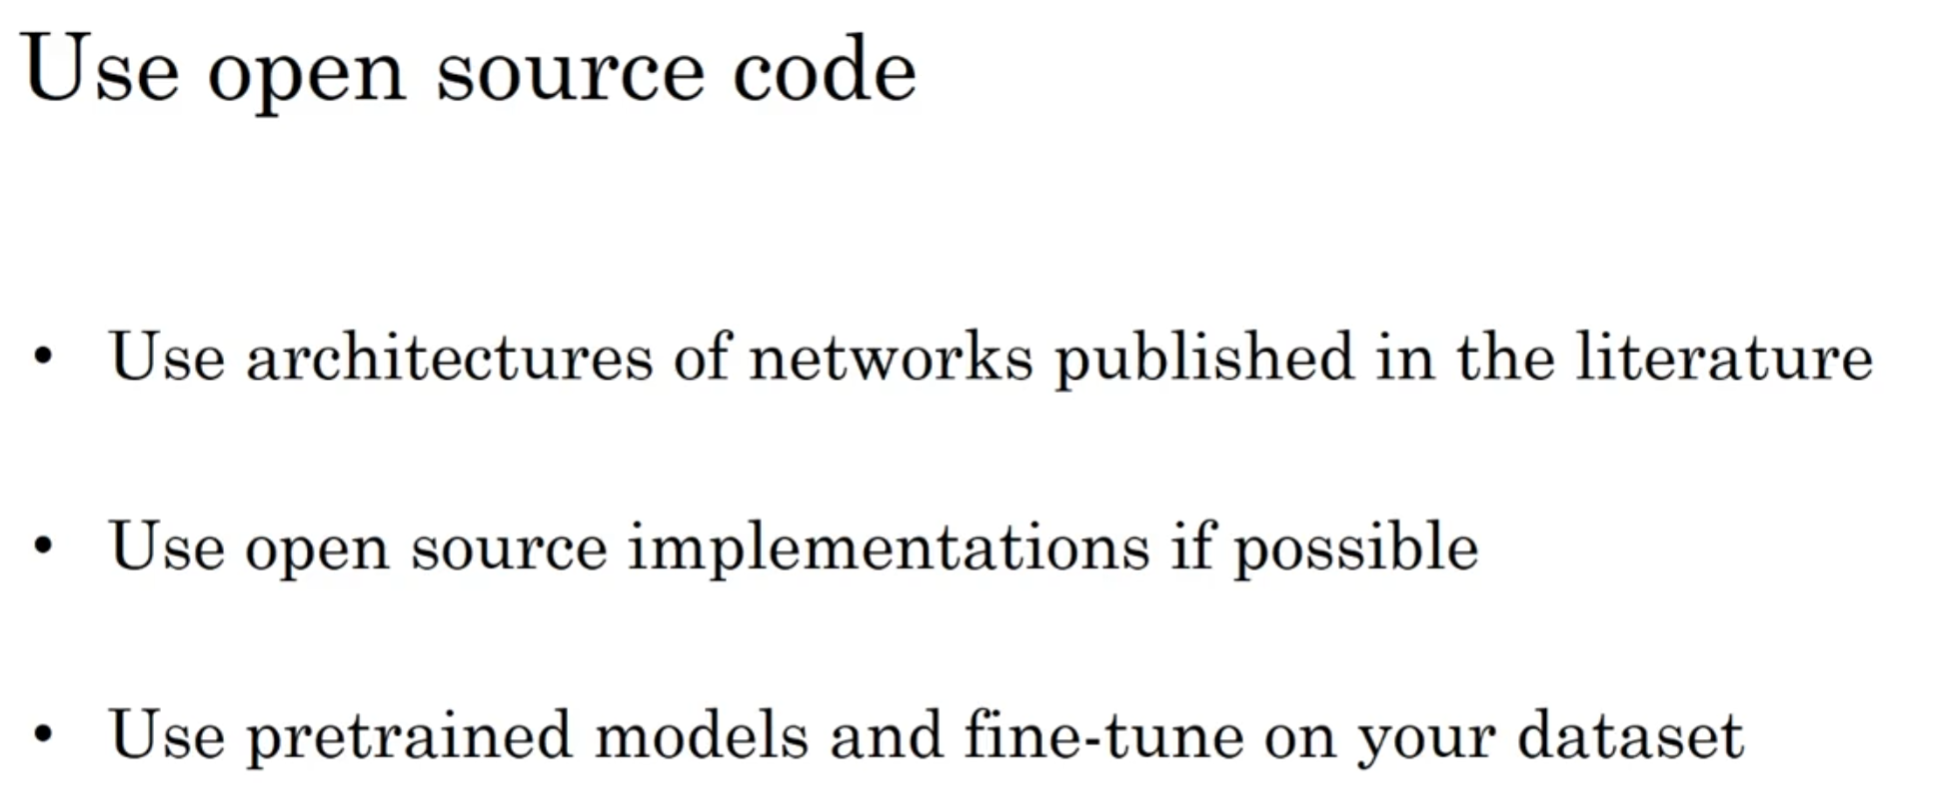 Use open source code
• Use architectures of networks published in the literature
• Use open source implementations if possible
• Use pretrained models and fine-tune on your dataset